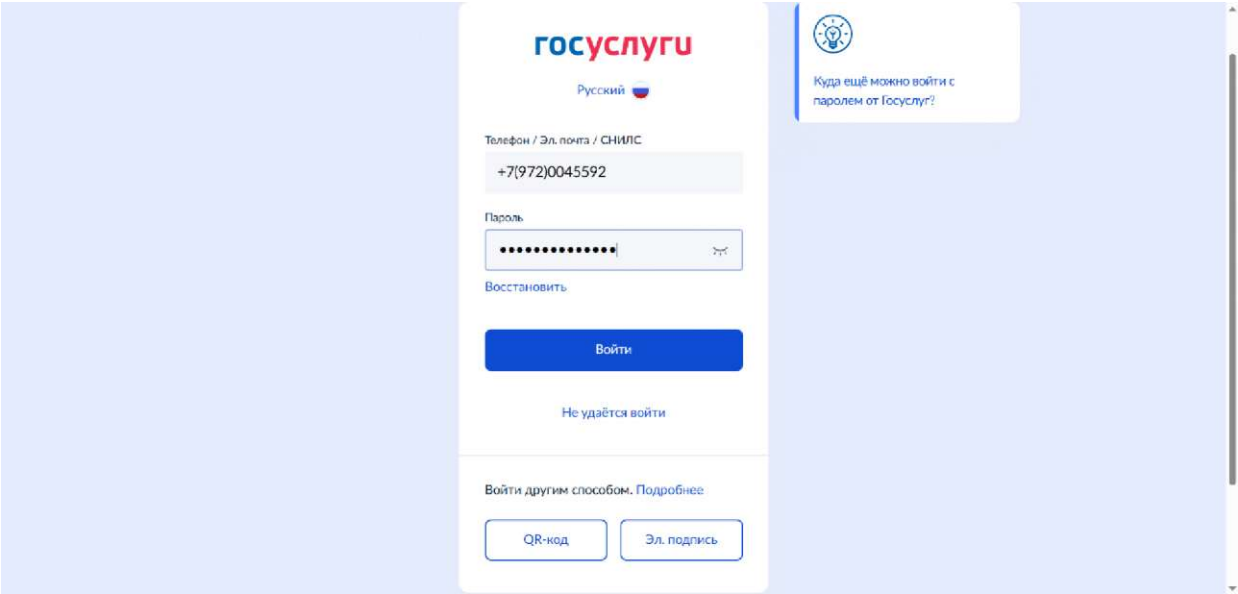 госуслуги
Русский
Телефон / Эл. почта / СНИЛС
+7(972)0045592
Пароль
••••••••••••••
Восстановить
Войти
Не удаётся войти
Войти другим способом. Подробнее
QR-код
Эл. подпись
Куда ещё можно войти с
паролем от Госуслуг?